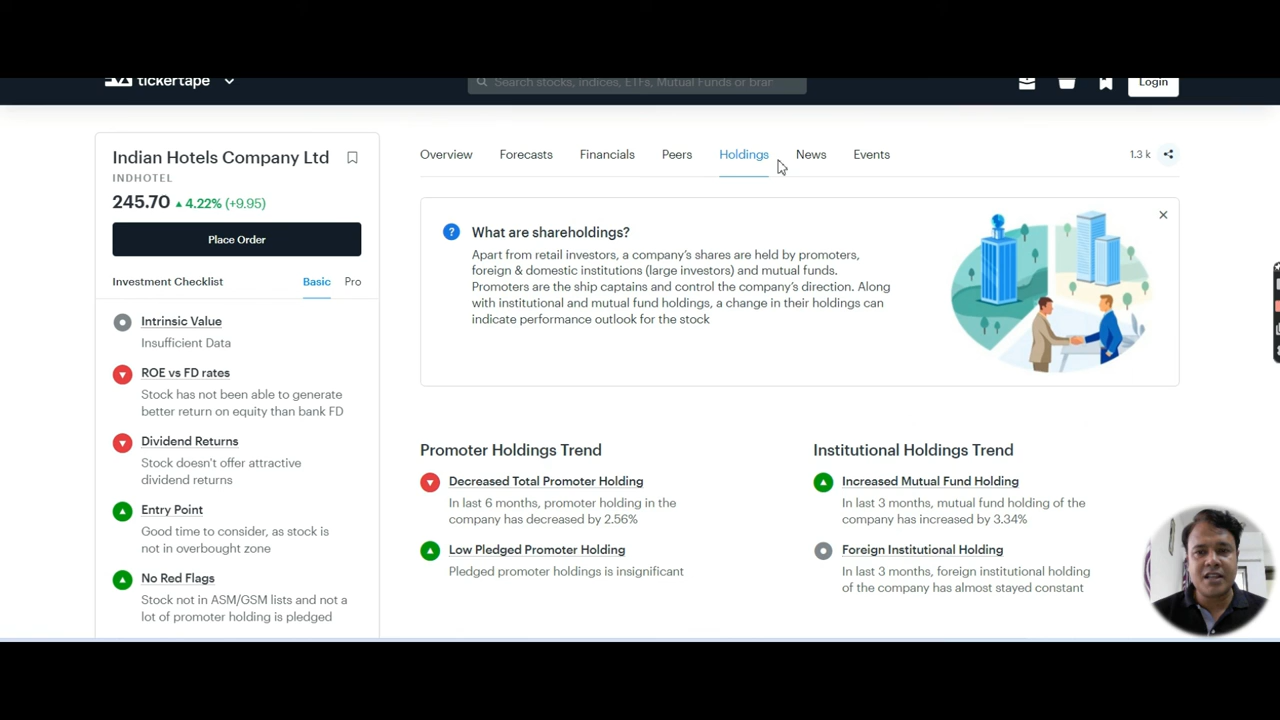 tickertape
Search stocks, indices, ETFs, Mutual Funds or brar
Login
Indian Hotels Company Ltd
INDHOTEL
245.70 4.22% (+9.95)
Place Order
Investment Checklist Basic Pro
Intrinsic Value
Insufficient Data
ROE vs FD rates
Stock has not been able to generate
better return on equity than bank FD
Dividend Returns
Stock doesn't offer attractive
dividend returns
Entry Point
Good time to consider, as stock is
not in overbought zone
No Red Flags
Stock not in ASM/GSM lists and not a
lot of promoter holding is pledged
Overview Forecasts Financials Peers Holdings News Events 1.3 k
? What are shareholdings?
Apart from retail investors, a company's shares are held by promoters,
foreign & domestic institutions (large investors) and mutual funds.
Promoters are the ship captains and control the company's direction. Along
with institutional and mutual fund holdings, a change in their holdings can
indicate performance outlook for the stock
Promoter Holdings Trend
Decreased Total Promoter Holding
In last 6 months, promoter holding in the
company has decreased by 2.56%
Low Pledged Promoter Holding
Pledged promoter holdings is insignificant
Institutional Holdings Trend
Increased Mutual Fund Holding
In last 3 months, mutual fund holding of the
company has increased by 3.34%
Foreign Institutional Holding
In last 3 months, foreign institutional holding
of the company has almost stayed constant